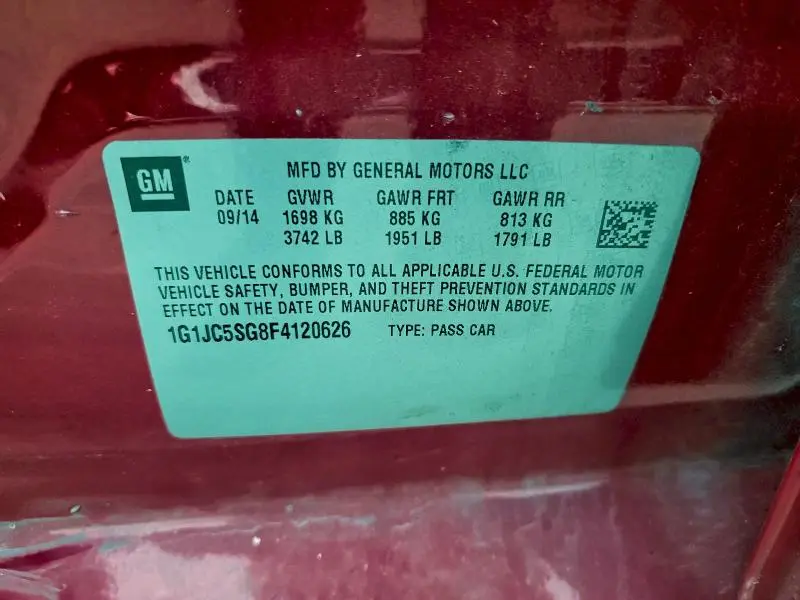 GM®
MFD BY GENERAL MOTORS LLC
DATE GVWR GAWR FRT GAWR RR
09/14 1698 KG 885 KG 813 KG
3742 LB 1951 LB 1791 LB
THIS VEHICLE CONFORMS TO ALL APPLICABLE U.S. FEDERAL MOTOR
VEHICLE SAFETY, BUMPER, AND THEFT PREVENTION STANDARDS IN
EFFECT ON THE DATE OF MANUFACTURE SHOWN ABOVE.
1G1JC5SG8F4120626 TYPE: PASS CAR